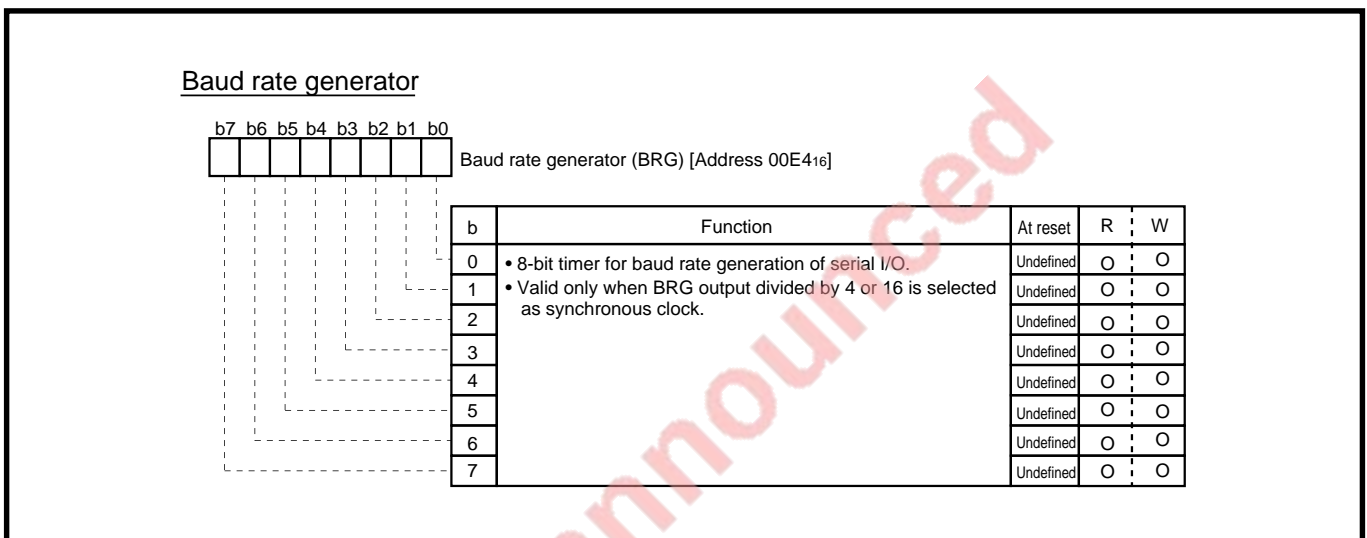 Baud rate generator
b7 b6 b5 b4 b3 b2 b1 b0
Baud rate generator (BRG) [Address 00E416]
b Function At reset R W
0 • 8-bit timer for baud rate generation of serial I/O. Undefined O O
1 • Valid only when BRG output divided by 4 or 16 is selected Undefined O O
2 as synchronous clock. Undefined O O
3 Undefined O O
4 Undefined O O
5 Undefined O O
6 Undefined O O
7 Undefined O O
nnounced